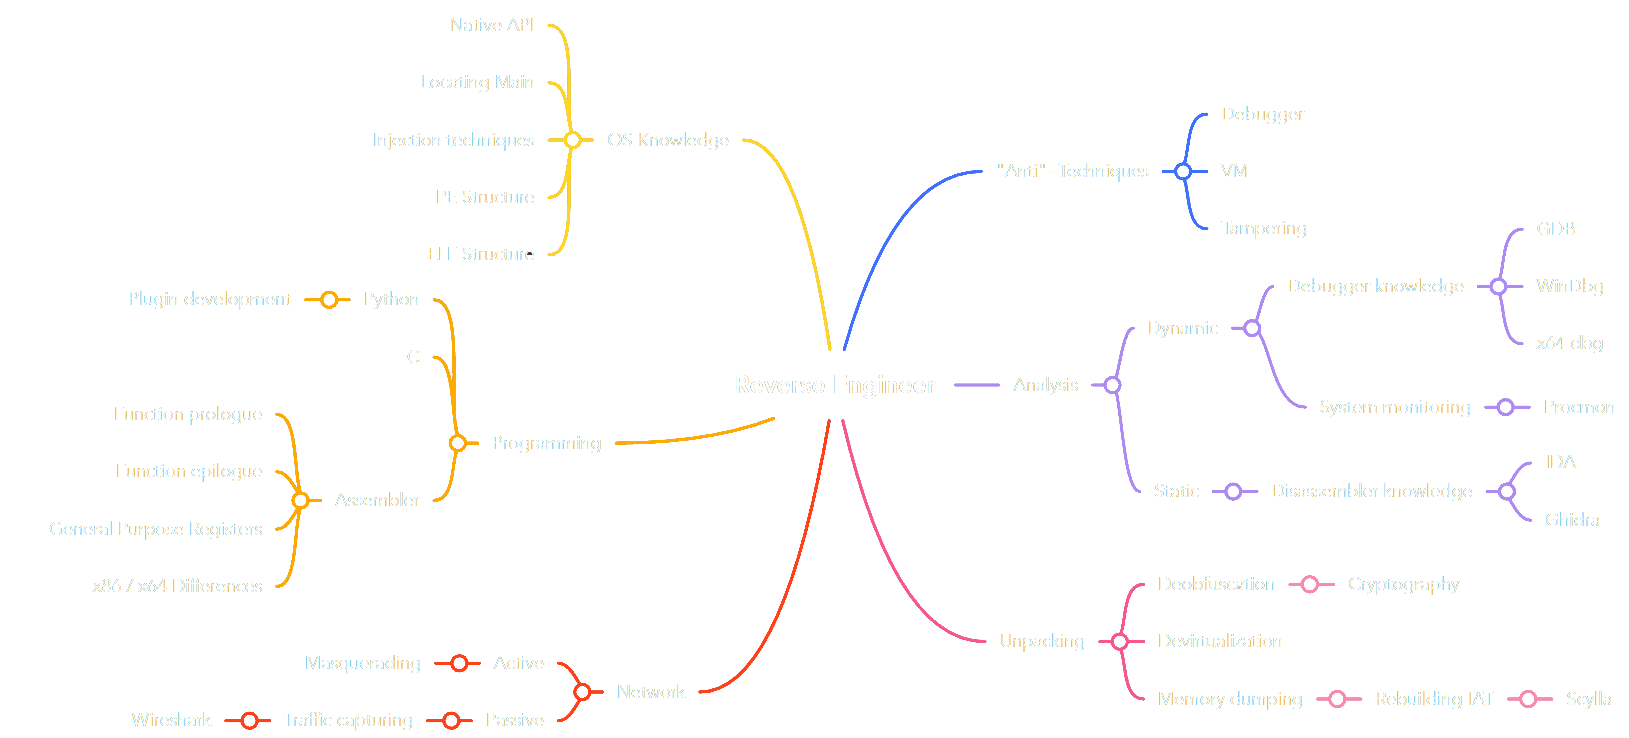 Native API
Locating Main
Injection techniques
OS Knowledge
PE Structure
ELF Structure
Plugin development
Python
C
Function prologue
Programming
Function epilogue
Assembler
General Purpose Registers
x86 / x64 Differences
Masquerading
Active
Network
Wireshark
Traffic capturing
Passive
Reverse Engineer
Debugger
"Anti" - Techniques
VM
Tampering
GDB
Debugger knowledge
WinDbg
Dynamic
x64 dbg
Analysis
System monitoring
Procmon
IDA
Static
Disassembler knowledge
Ghidra
Deobfuscation
Cryptography
Unpacking
Devirtualization
Memory dumping
Rebuilding IAT
Scylla